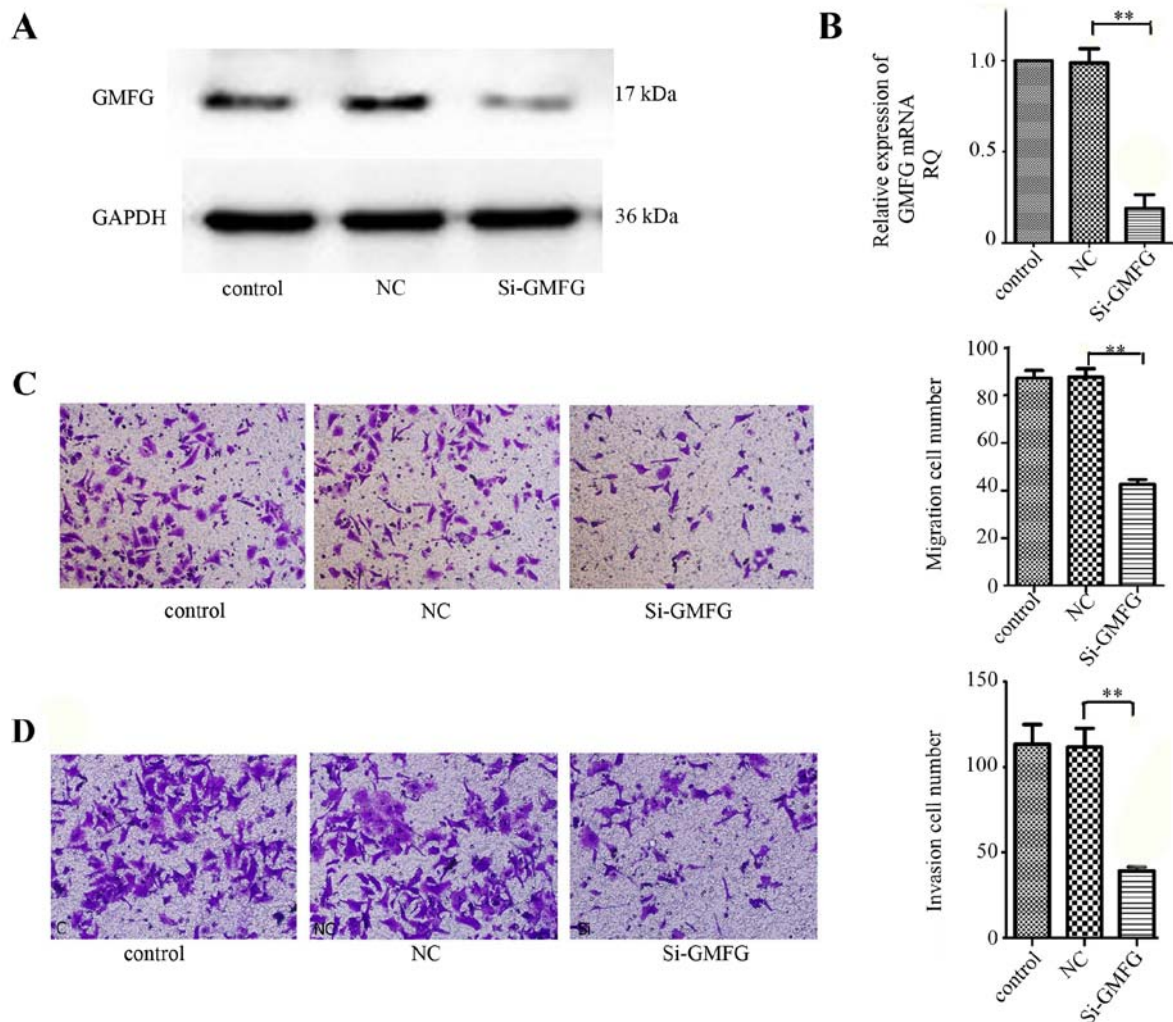 A
GMFG
17 kDa
GAPDH
36 kDa
control
NC
Si-GMFG
B
**
Relative expression of
GMFG mRNA
RQ
1.0
0.5
0
control
NC
Si-GMFG
C
control
NC
Si-GMFG
**
Migration cell number
100
80
60
40
20
0
control
NC
Si-GMFG
D
C
NC
Si
control
NC
Si-GMFG
**
Invasion cell number
150
100
50
0
control
NC
Si-GMFG